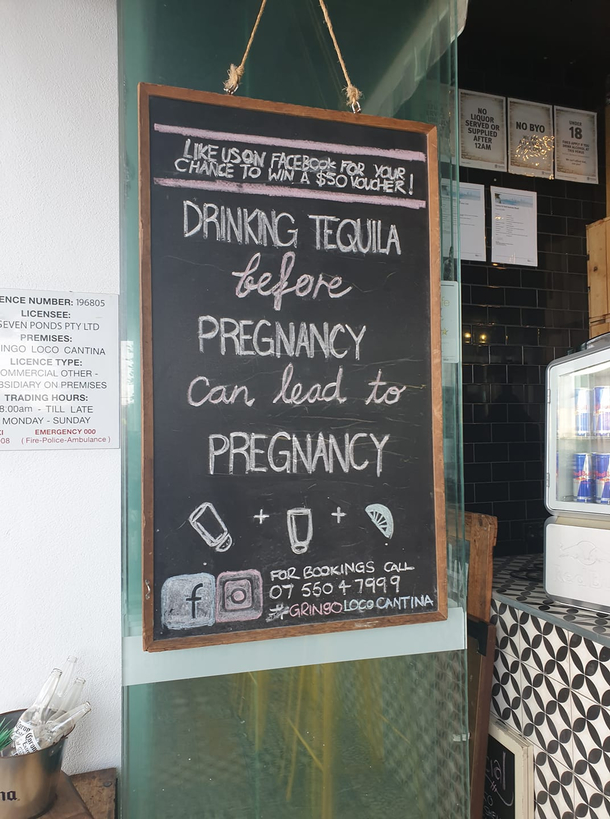 LIKE US ON FACEBOOK FOR YOUR
CHANCE TO WIN A $50 VOUCHER!
DRINKING TEQUILA
before
PREGNANCY
can lead to
PREGNANCY
+ +
f
FOR BOOKINGS CALL
07 550 47999
#GRINGOLOCOCANTINA
ENCE NUMBER: 196805
LICENSEE:
SEVEN PONDS PTY LTD
PREMISES:
INGO LOCO CANTINA
LICENCE TYPE:
OMMERCIAL OTHER -
BSIDIARY ON PREMISES
TRADING HOURS:
8:00am - TILL LATE
MONDAY - SUNDAY
EMERGENCY 000
08 (Fire-Police-Ambulance)
NO
LIQUOR
SERVED OR
SUPPLIED
AFTER
12AM
NO BYO
UNDER
18